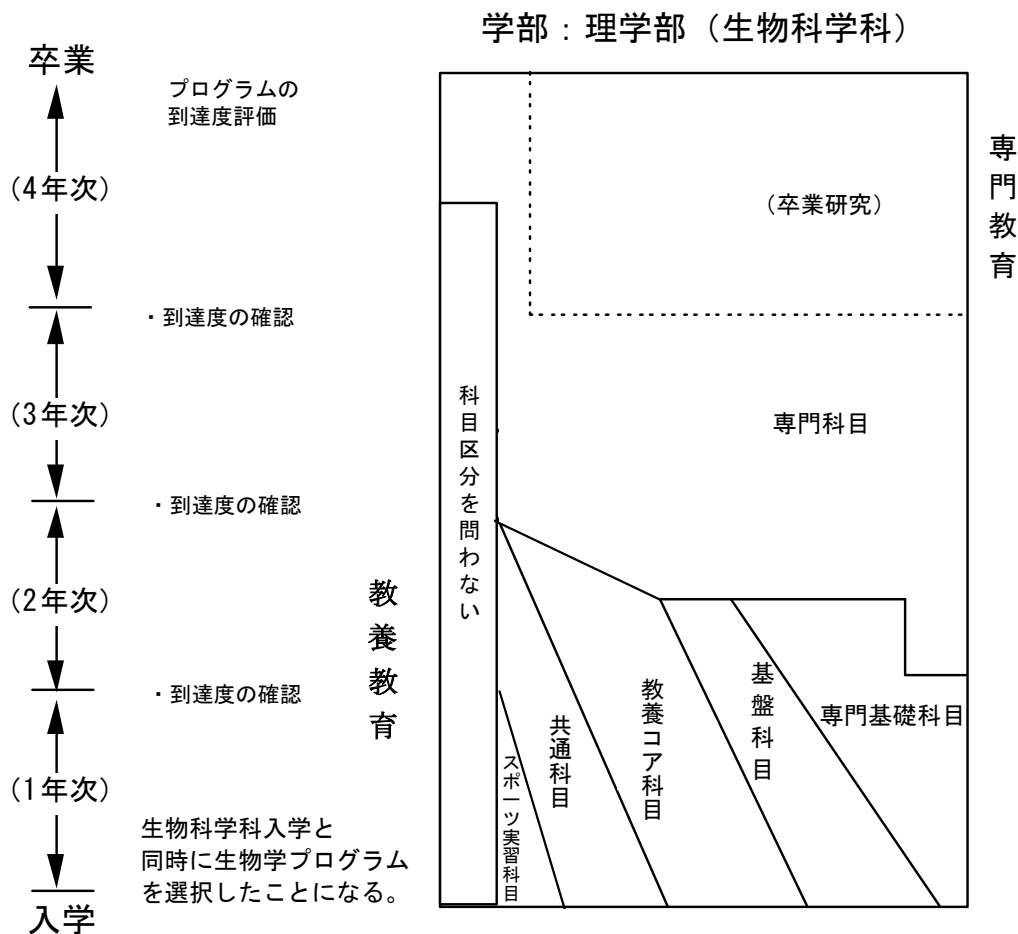 学部：理学部（生物科学科）
卒業
プログラムの
到達度評価
専門教育
(4年次)
（卒業研究）
・到達度の確認
(3年次)
科目区分を問わない
専門科目
・到達度の確認
(2年次)
教養教育
・到達度の確認
基盤科目
教養コア科目
専門基礎科目
共通科目
スポーツ実習科目
(1年次)
生物科学科入学と
同時に生物学プログラム
を選択したことになる。
入学